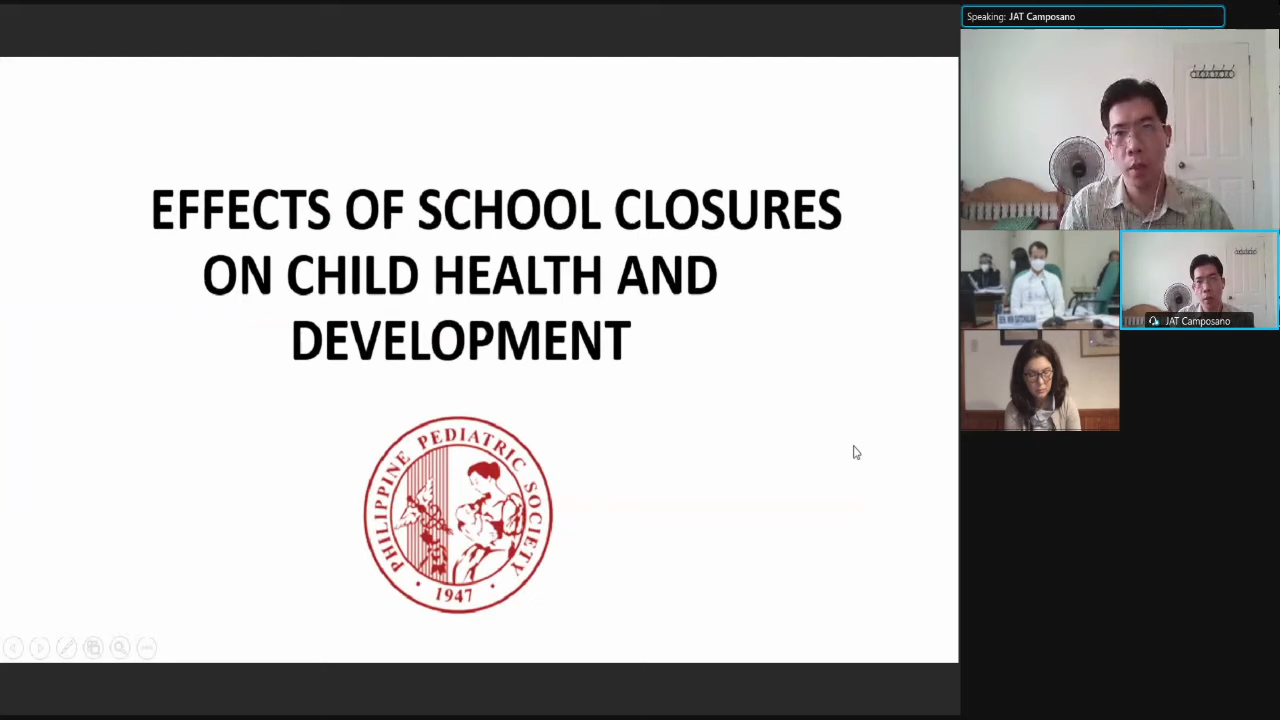 Speaking: JAT Camposano
EFFECTS OF SCHOOL CLOSURES
ON CHILD HEALTH AND
DEVELOPMENT
PHILIPPINE PEDIATRIC SOCIETY
1947
JAT Camposano